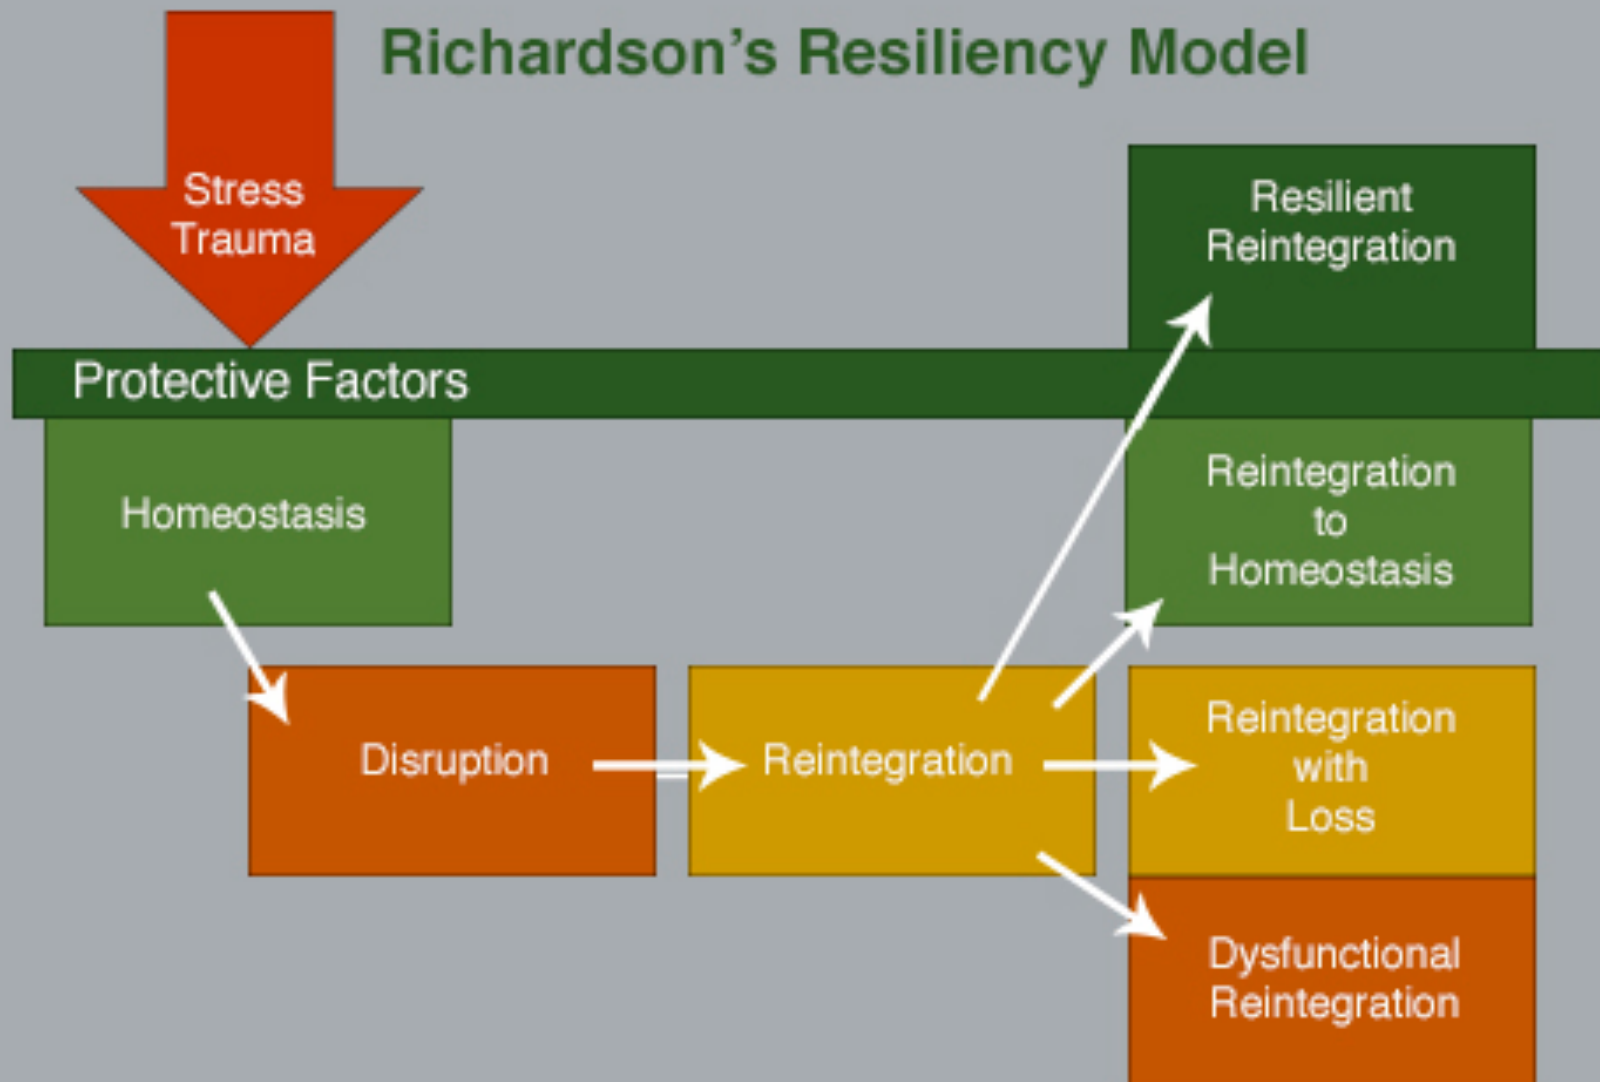 Richardson’s Resiliency Model
Stress
Trauma
Resilient
Reintegration
Protective Factors
Homeostasis
Reintegration
to
Homeostasis
Disruption
Reintegration
Reintegration
with
Loss
Dysfunctional
Reintegration